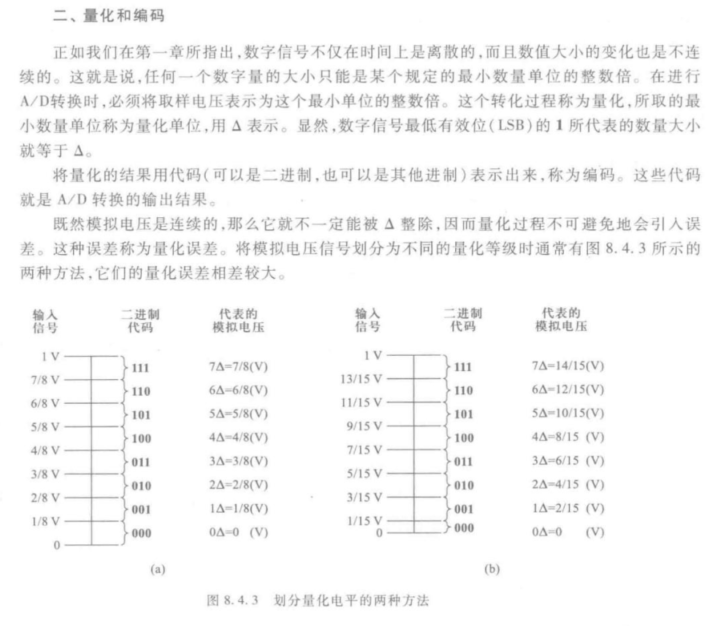 二、量化和编码
正如我们在第一章所指出,数字信号不仅在时间上是离散的,而且数值大小的变化也是不连
续的。这就是说,任何一个数字量的大小只能是某个规定的最小数量单位的整数倍。在进行
A/D转换时,必须将取样电压表示为这个最小单位的整数倍。这个转化过程称为量化,所取的最
小数量单位称为量化单位,用 Δ 表示。显然,数字信号最低有效位(LSB)的 1 所代表的数量大小
就等于 Δ。
将量化的结果用代码(可以是二进制,也可以是其他进制)表示出来,称为编码。这些代码
就是 A/D 转换的输出结果。
既然模拟电压是连续的,那么它就不一定能被 Δ 整除,因而量化过程不可避免地会引入误
差。这种误差称为量化误差。将模拟电压信号划分为不同的量化等级时通常有图 8.4.3 所示的
两种方法,它们的量化误差相差较大。
输入 二进制 代表的
信号 代码 模拟电压
1 V
111 7Δ=7/8(V)
7/8 V
110 6Δ=6/8(V)
6/8 V
101 5Δ=5/8(V)
5/8 V
100 4Δ=4/8(V)
4/8 V
011 3Δ=3/8(V)
3/8 V
010 2Δ=2/8(V)
2/8 V
001 1Δ=1/8(V)
1/8 V
000 0Δ=0 (V)
0
(a)
输入 二进制 代表的
信号 代码 模拟电压
1 V
111 7Δ=14/15(V)
13/15 V
110 6Δ=12/15(V)
11/15 V
101 5Δ=10/15(V)
9/15 V
100 4Δ=8/15 (V)
7/15 V
011 3Δ=6/15 (V)
5/15 V
010 2Δ=4/15 (V)
3/15 V
001 1Δ=2/15 (V)
1/15 V
000 0Δ=0 (V)
0
(b)
图 8.4.3 划分量化电平的两种方法